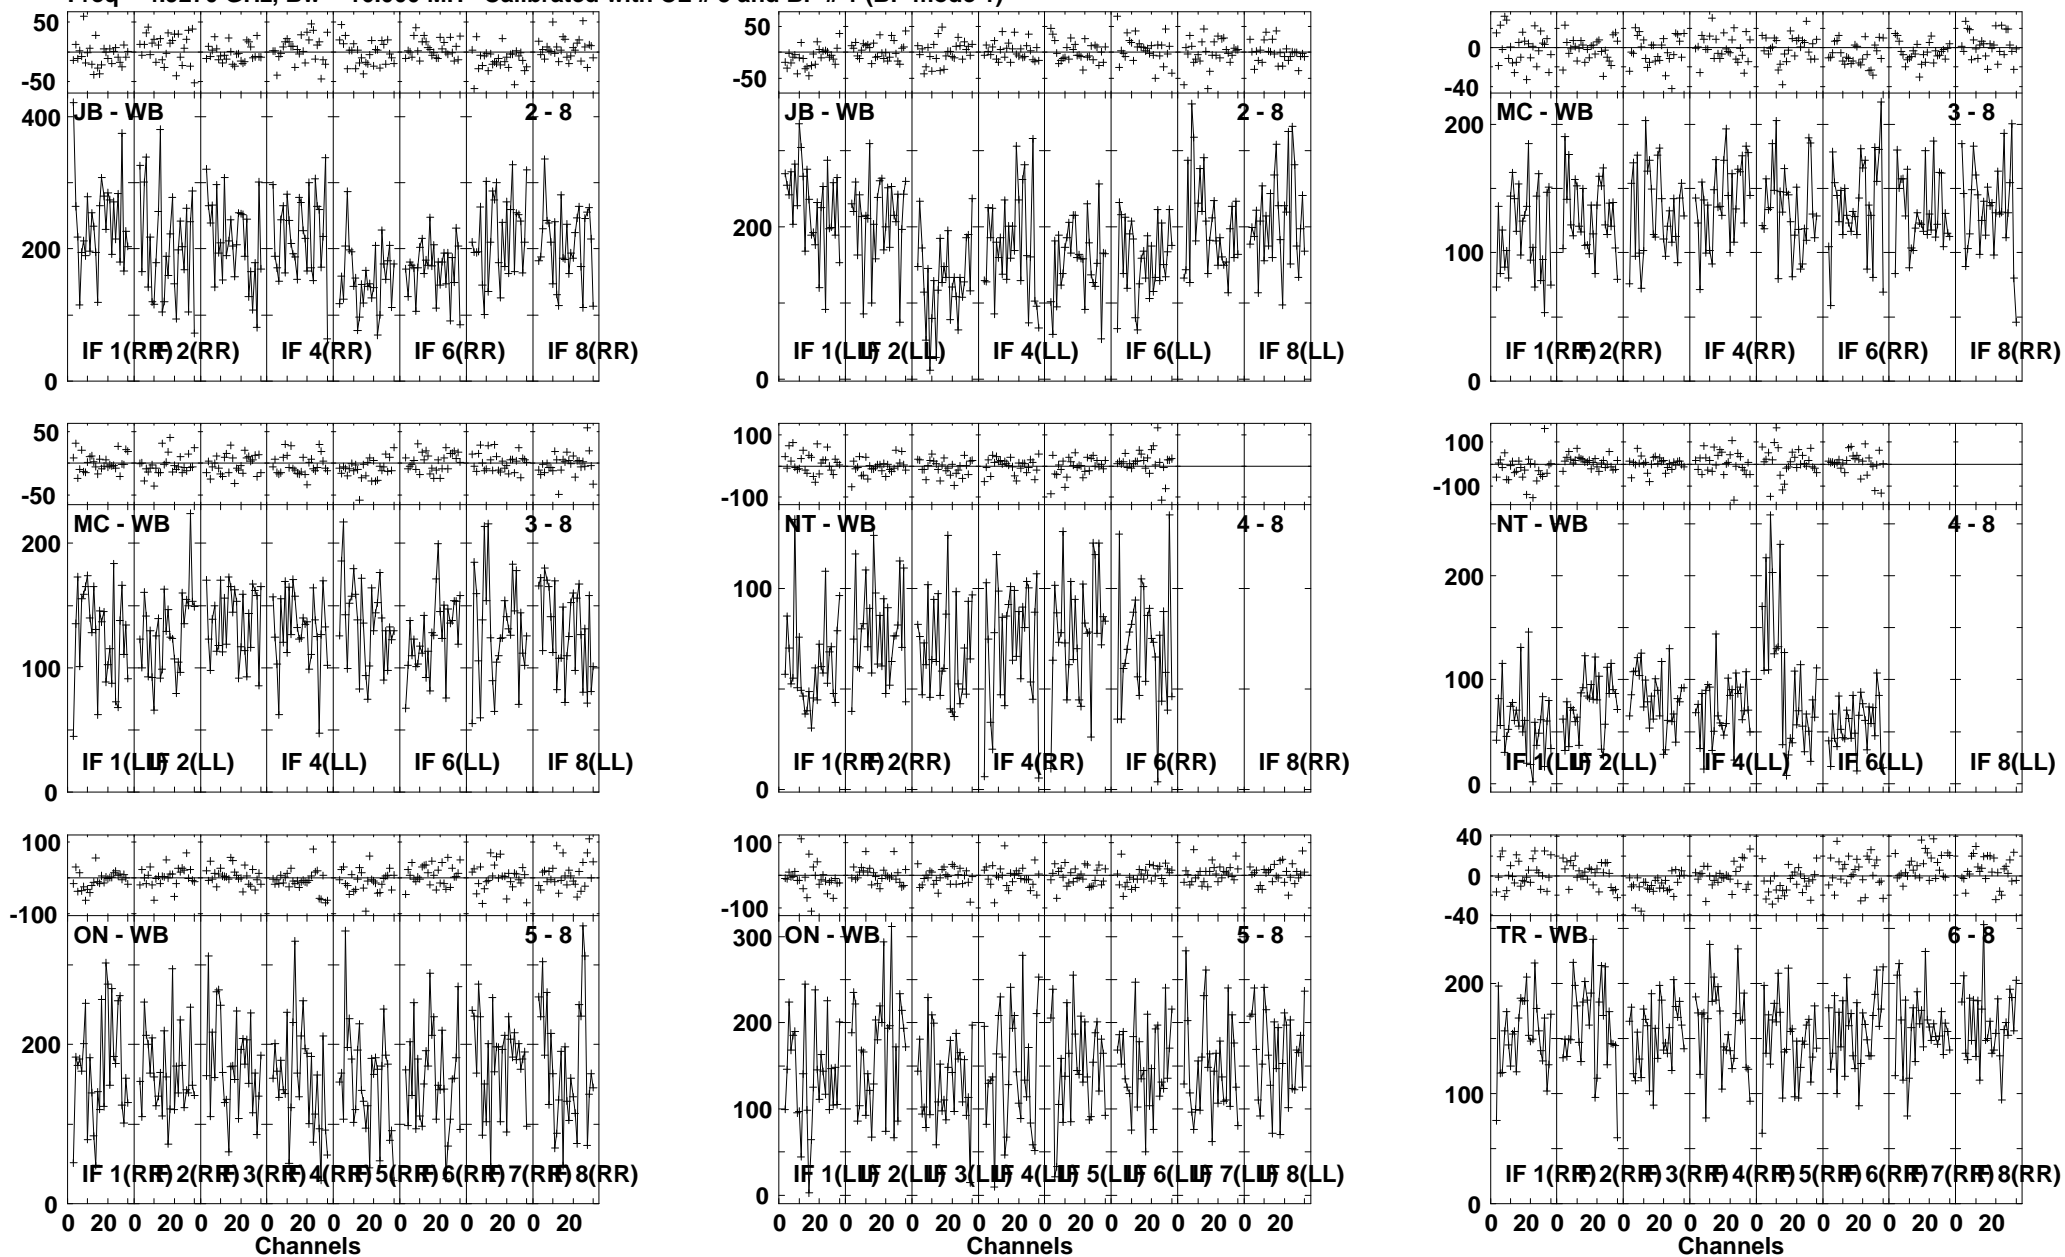 50
0
-50
400
200
0
JB - WB 2 - 8
IF 1(RR) IF 2(RR) IF 4(RR) IF 6(RR) IF 8(RR)
50
0
-50
200
0
JB - WB 2 - 8
IF 1(LL) IF 2(LL) IF 4(LL) IF 6(LL) IF 8(LL)
0
-40
200
100
0
MC - WB 3 - 8
IF 1(RR) IF 2(RR) IF 4(RR) IF 6(RR) IF 8(RR)
50
0
-50
200
100
0
MC - WB 3 - 8
IF 1(LL) IF 2(LL) IF 4(LL) IF 6(LL) IF 8(LL)
100
0
-100
100
0
NT - WB 4 - 8
IF 1(RR) IF 2(RR) IF 4(RR) IF 6(RR) IF 8(RR)
100
0
-100
200
100
0
NT - WB 4 - 8
IF 1(LL) IF 2(LL) IF 4(LL) IF 6(LL) IF 8(LL)
100
0
-100
200
0
ON - WB 5 - 8
IF 1(RR) IF 2(RR) IF 3(RR) IF 4(RR) IF 5(RR) IF 6(RR) IF 7(RR) IF 8(RR)
0 20 0 20 0 20 0 20 0 20 0 20 0 20 0 20
Channels
100
0
-100
300
200
100
0
ON - WB 5 - 8
IF 1(LL) IF 2(LL) IF 3(LL) IF 4(LL) IF 5(LL) IF 6(LL) IF 7(LL) IF 8(LL)
0 20 0 20 0 20 0 20 0 20 0 20 0 20 0 20
Channels
40
0
-40
200
100
0
TR - WB 6 - 8
IF 1(RR) IF 2(RR) IF 3(RR) IF 4(RR) IF 5(RR) IF 6(RR) IF 7(RR) IF 8(RR)
0 20 0 20 0 20 0 20 0 20 0 20 0 20 0 20
Channels